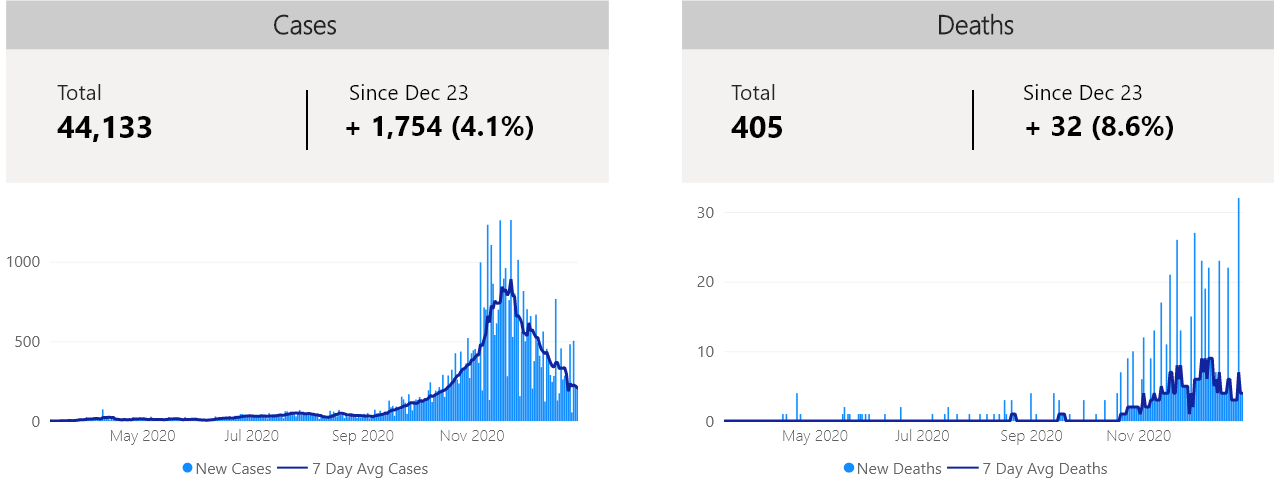 Cases
Total
44,133
Since Dec 23
+ 1,754 (4.1%)
1000
500
0
May 2020 Jul 2020 Sep 2020 Nov 2020
New Cases 7 Day Avg Cases
Deaths
Total
405
Since Dec 23
+ 32 (8.6%)
30
20
10
0
May 2020 Jul 2020 Sep 2020 Nov 2020
New Deaths 7 Day Avg Deaths